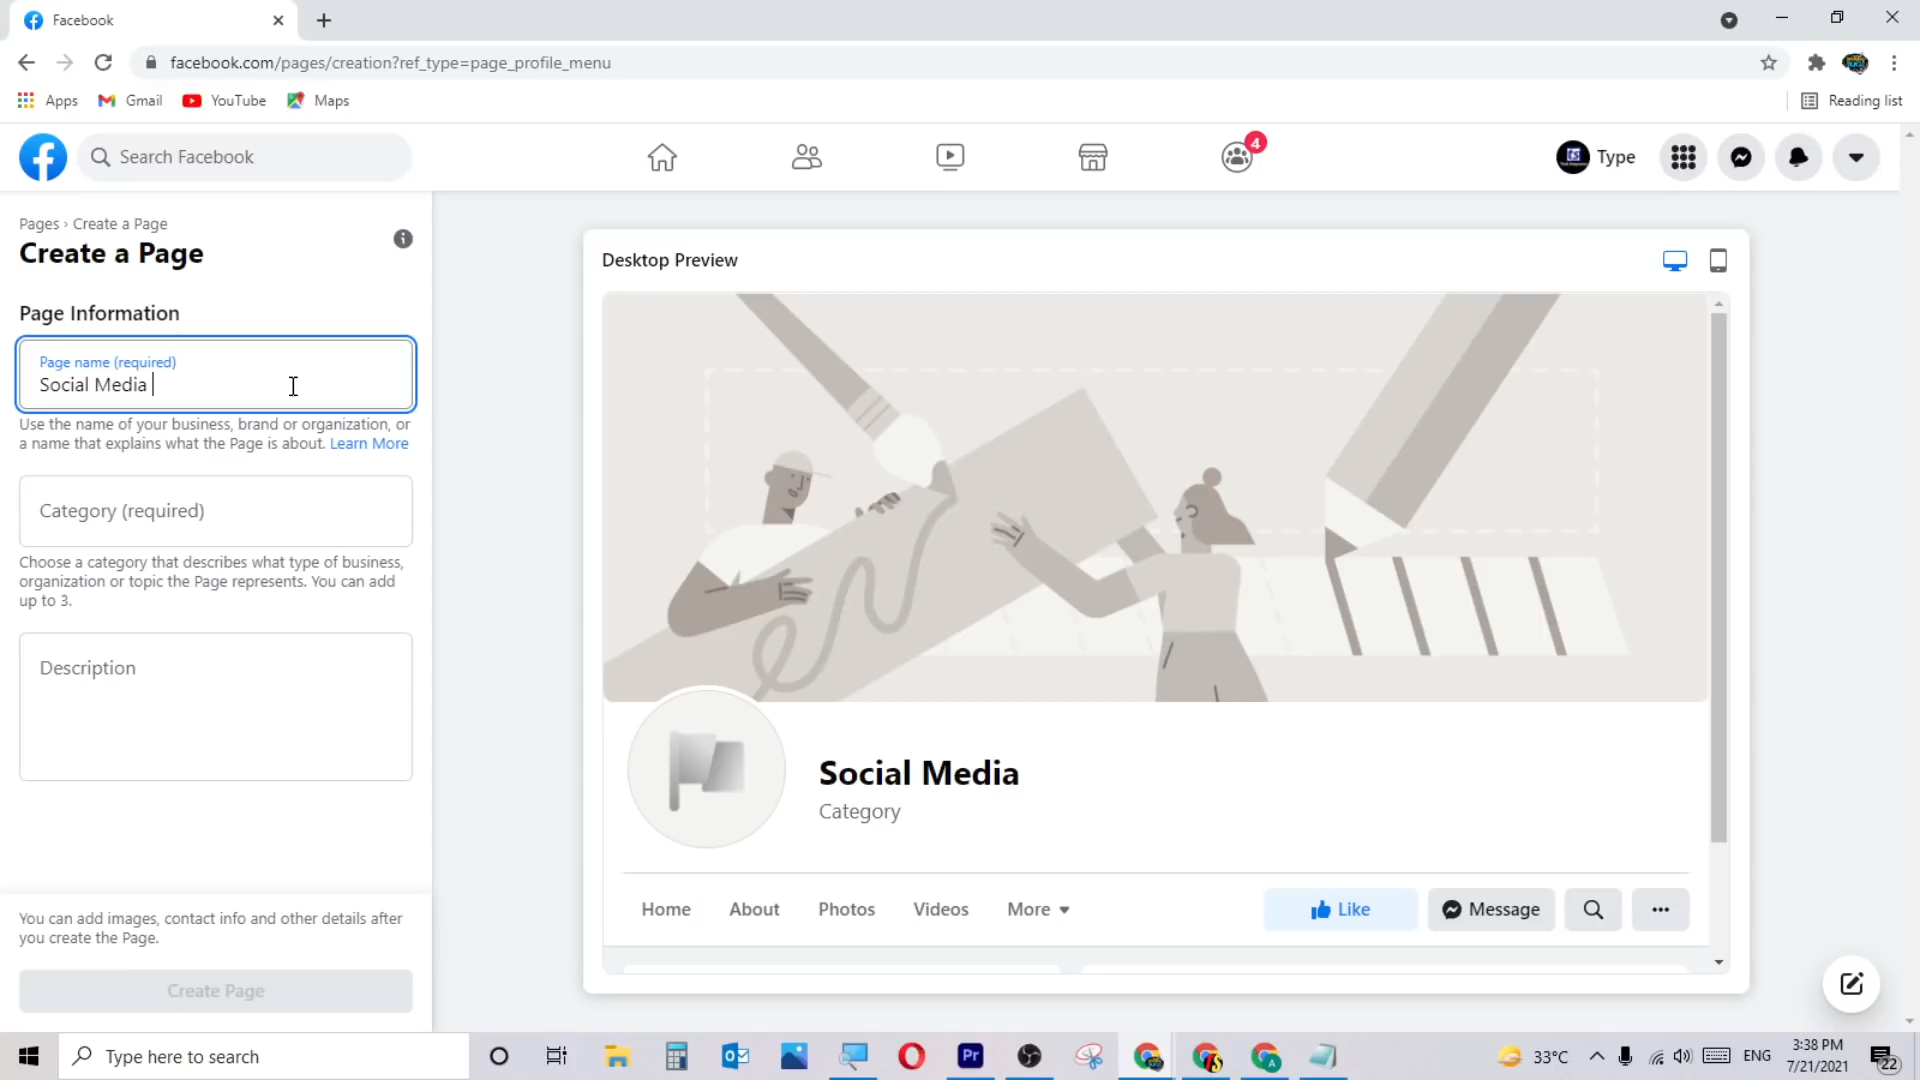 Facebook
facebook.com/pages/creation?ref_type=page_profile_menu
Apps Gmail YouTube Maps Reading list
Search Facebook
4
Type
Pages › Create a Page
Create a Page
Page Information
Page name (required)
Social Media
Use the name of your business, brand or organization, or
a name that explains what the Page is about. Learn More
Category (required)
Choose a category that describes what type of business,
organization or topic the Page represents. You can add
up to 3.
Description
You can add images, contact info and other details after
you create the Page.
Create Page
Desktop Preview
Social Media
Category
Home About Photos Videos More
Like Message
Type here to search
Pr
33°C
ENG
3:38 PM
7/21/2021
22